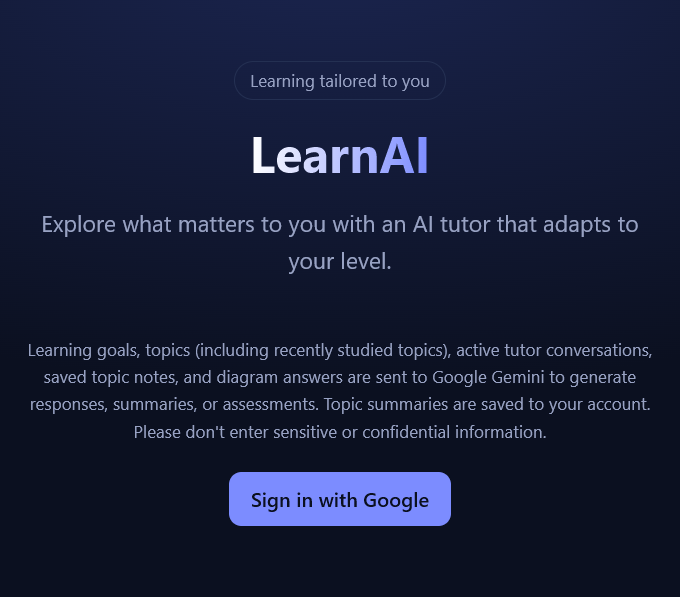 Learning tailored to you
LearnAI
Explore what matters to you with an AI tutor that adapts to
your level.
Learning goals, topics (including recently studied topics), active tutor conversations,
saved topic notes, and diagram answers are sent to Google Gemini to generate
responses, summaries, or assessments. Topic summaries are saved to your account.
Please don't enter sensitive or confidential information.
Sign in with Google